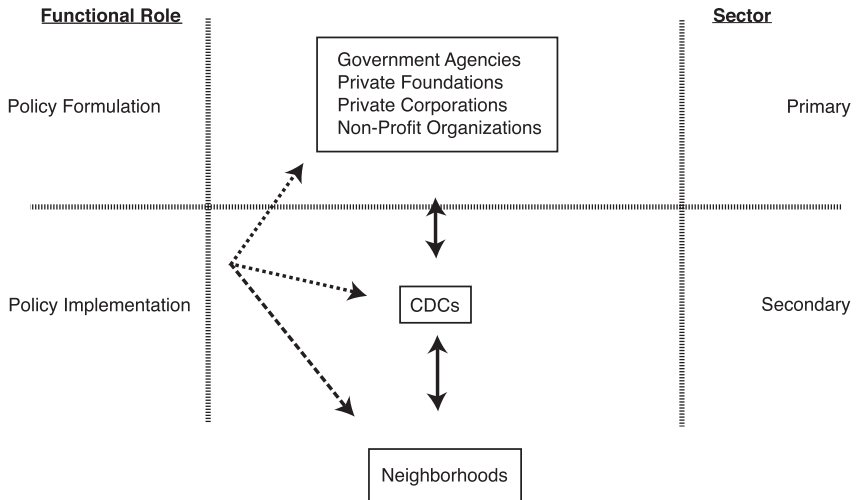 Functional Role
Sector
Government Agencies
Private Foundations
Private Corporations
Non-Profit Organizations
Policy Formulation
Primary
Policy Implementation
CDCs
Secondary
Neighborhoods